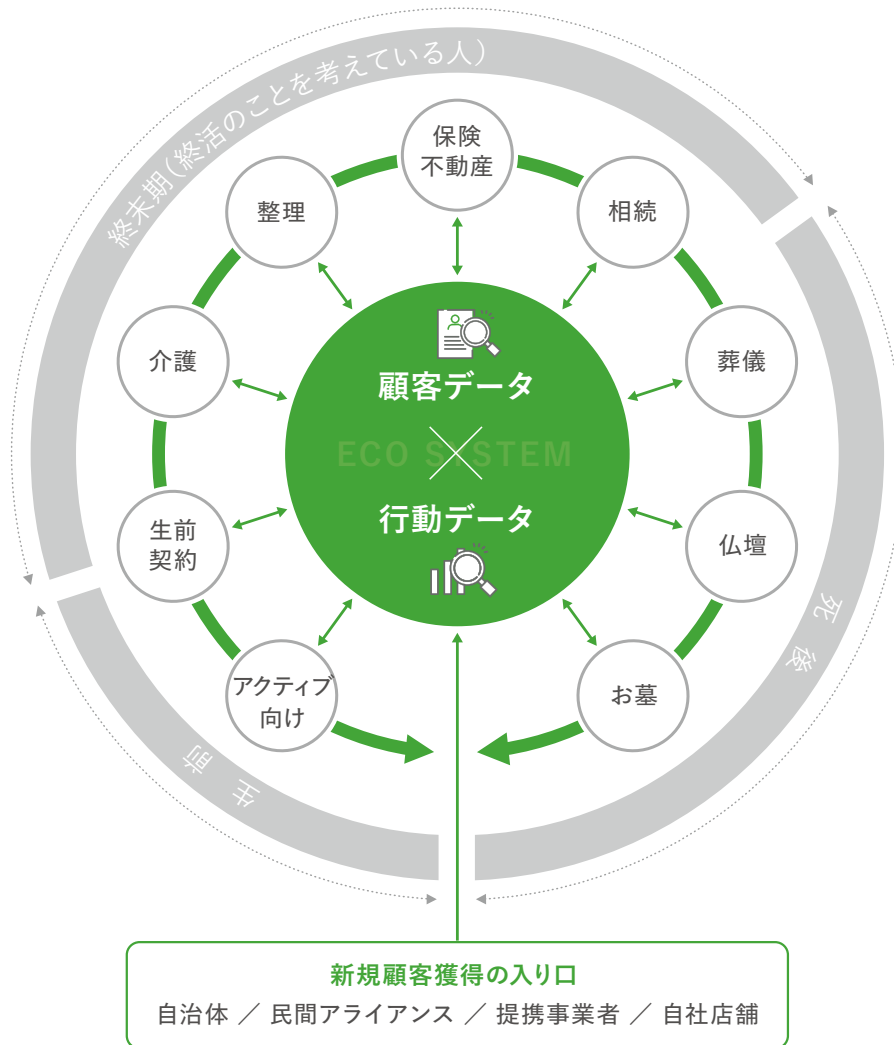 終末期(終活のことを考えている人)
保険
不動産
整理
相続
介護
葬儀
顧客データ
ECO SYSTEM
行動データ
生前
契約
仏壇
アクティブ
向け
お墓
生前
死後
新規顧客獲得の入り口
自治体 ／ 民間アライアンス ／ 提携事業者 ／ 自社店舗